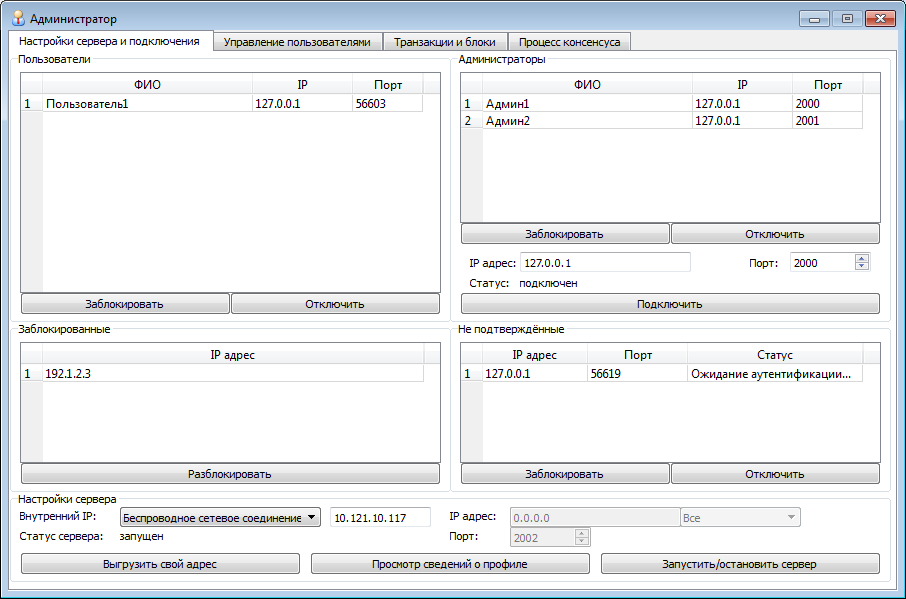 Администратор
Настройки сервера и подключения
Управление пользователями
Транзакции и блоки
Процесс консенсуса
Пользователи
ФИО IP Порт
1 Пользователь1 127.0.0.1 56603
Заблокировать Отключить
Администраторы
ФИО IP Порт
1 Админ1 127.0.0.1 2000
2 Админ2 127.0.0.1 2001
Заблокировать Отключить
IP адрес: 127.0.0.1 Порт: 2000
Статус: подключен
Подключить
Заблокированные
IP адрес
1 192.1.2.3
Разблокировать
Не подтверждённые
IP адрес Порт Статус
1 127.0.0.1 56619 Ожидание аутентификации...
Заблокировать Отключить
Настройки сервера
Внутренний IP: Беспроводное сетевое соединение 10.121.10.117 IP адрес: 0.0.0.0 Все
Статус сервера: запущен Порт: 2002
Выгрузить свой адрес Просмотр сведений о профиле Запустить/остановить сервер